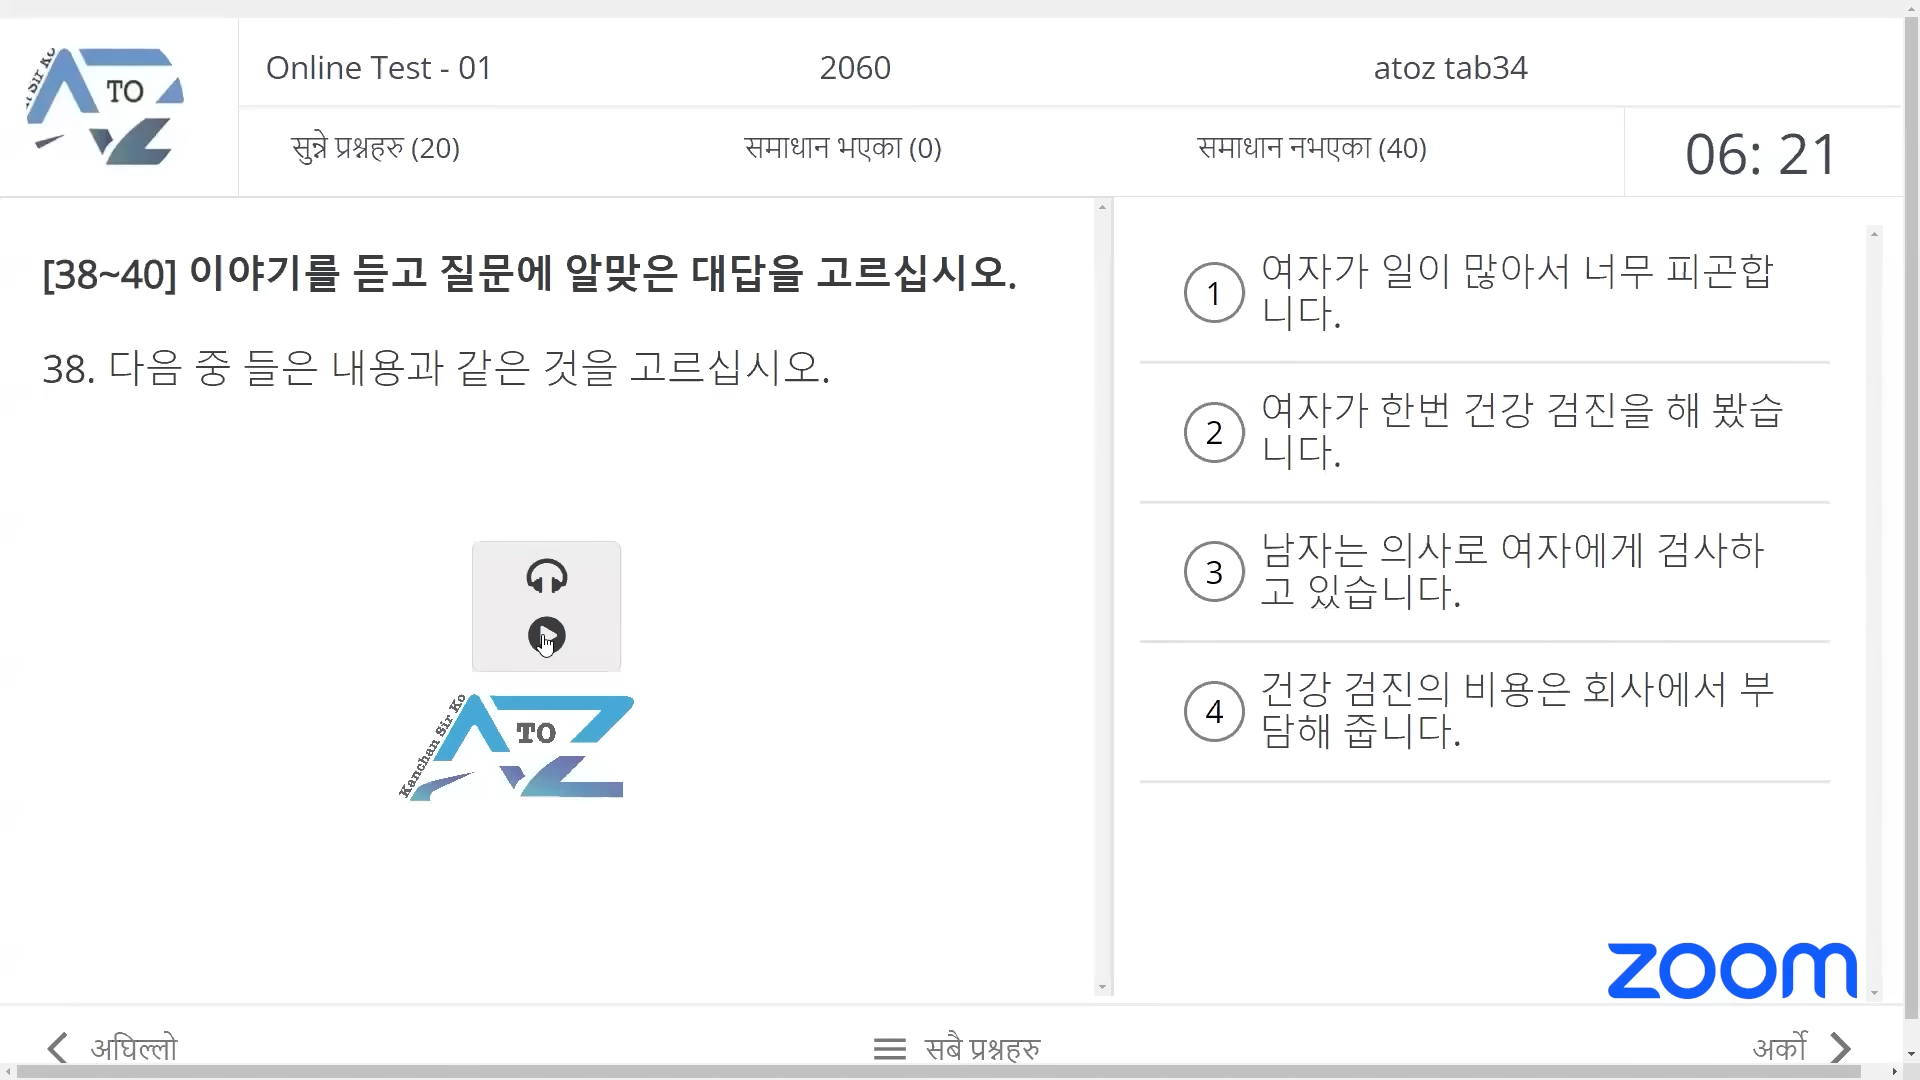 Sir Ko
A TO Z
Online Test - 01
2060
atoz tab34
सुन्ने प्रश्नहरु (20)
समाधान भएका (0)
समाधान नभएका (40)
06: 21
[38~40] 이야기를 듣고 질문에 알맞은 대답을 고르십시오.
38. 다음 중 들은 내용과 같은 것을 고르십시오.
Kanchan Sir Ko
A TO Z
1 여자가 일이 많아서 너무 피곤합
니다.
2 여자가 한번 건강 검진을 해 봤습
니다.
3 남자는 의사로 여자에게 검사하
고 있습니다.
4 건강 검진의 비용은 회사에서 부
담해 줍니다.
zoom
अघिल्लो
सबै प्रश्नहरु
अर्को